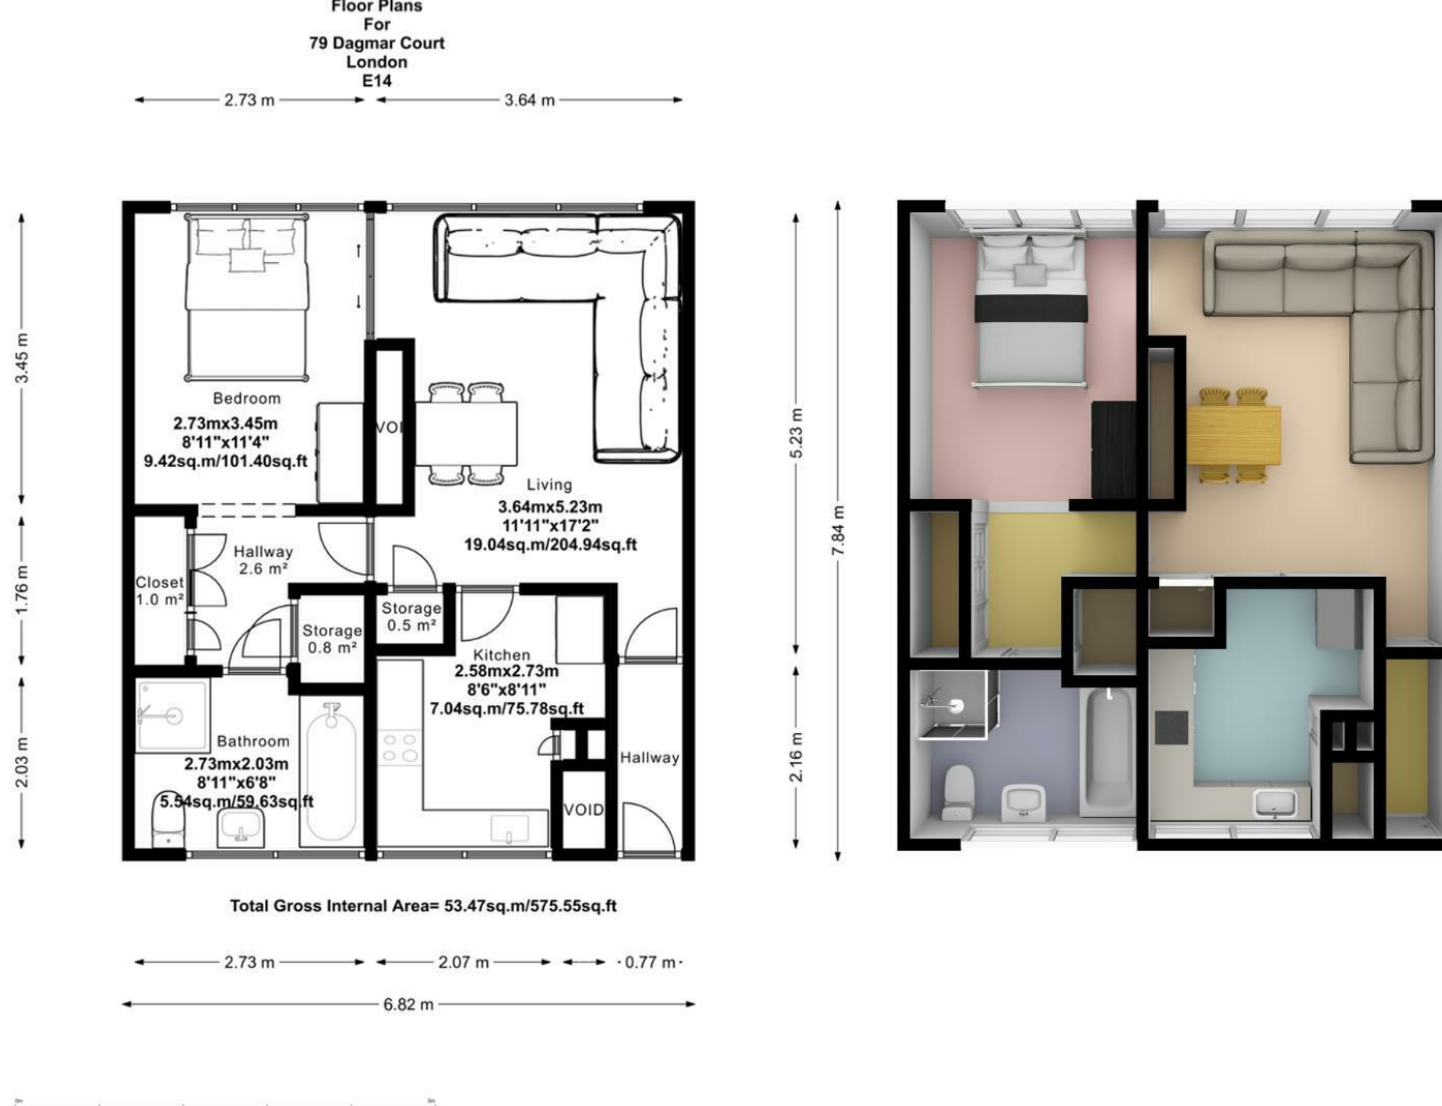 Floor Plans
For
79 Dagmar Court
London
E14
2.73 m
3.64 m
3.45 m
1.76 m
2.03 m
Bedroom
2.73mx3.45m
8'11"x11'4"
9.42sq.m/101.40sq.ft
VOI
Living
3.64mx5.23m
11'11"x17'2"
19.04sq.m/204.94sq.ft
Hallway
2.6 m²
Closet
1.0 m²
Storage
0.8 m²
Storage
0.5 m²
Kitchen
2.58mx2.73m
8'6"x8'11"
7.04sq.m/75.78sq.ft
Bathroom
2.73mx2.03m
8'11"x6'8"
5.54sq.m/59.63sq.ft
VOID
Hallway
5.23 m
2.16 m
7.84 m
Total Gross Internal Area= 53.47sq.m/575.55sq.ft
2.73 m
2.07 m
0.77 m
6.82 m